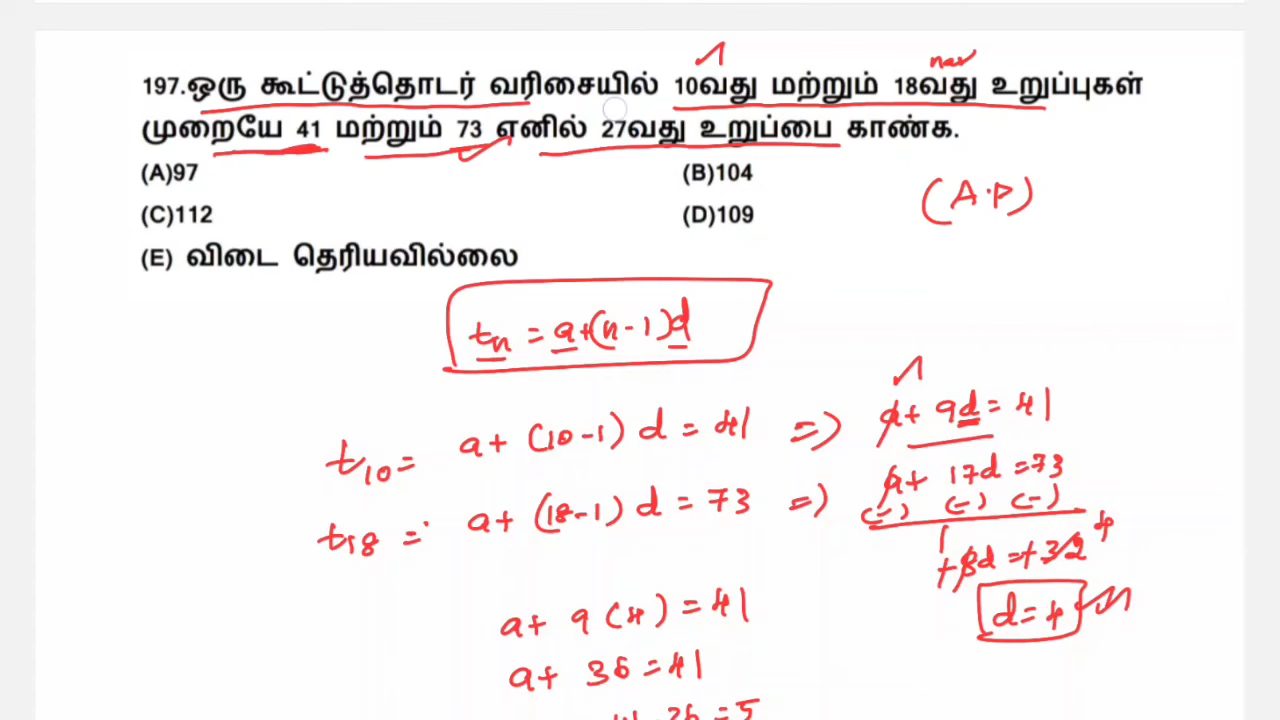 197.ஒரு கூட்டுத்தொடர் வரிசையில் 10வது மற்றும் 18வது உறுப்புகள்
முறையே 41 மற்றும் 73 எனில் 27வது உறுப்பை காண்க.
(A)97 (B)104
(C)112 (D)109
(A.P)
(E) விடை தெரியவில்லை
tn = a+(n-1)d
t10= a+(10-1) d = 41 => a+ 9d = 41
t18 = a+ (18-1) d = 73 => a+ 17d =73
(-) (-) (-)
+8d = +32 4
d = 4
a+ 9 (4) = 41
a+ 36 = 41